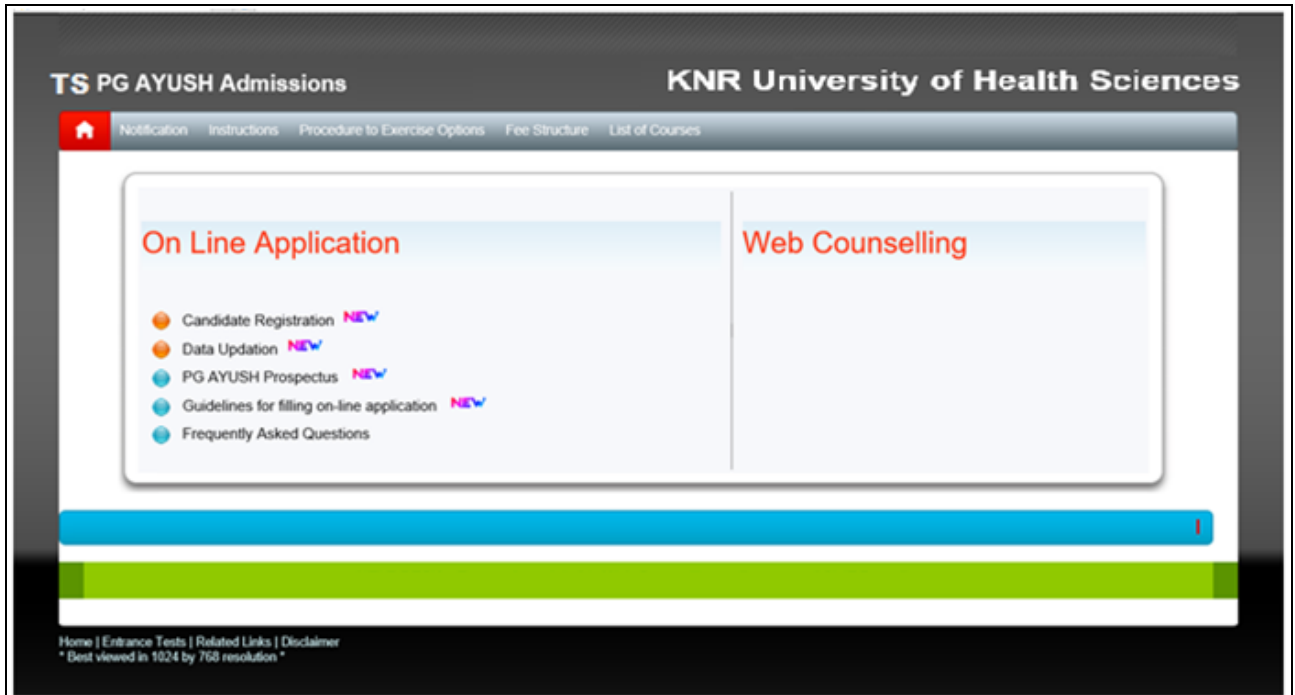 TS PG AYUSH Admissions
KNR University of Health Sciences
Notification Instructions Procedure to Exercise Options Fee Structure List of Courses
On Line Application
Web Counselling
Candidate Registration NEW
Data Updation NEW
PG AYUSH Prospectus NEW
Guidelines for filling on-line application NEW
Frequently Asked Questions
Home | Entrance Tests | Related Links | Disclaimer
* Best viewed in 1024 by 768 resolution *